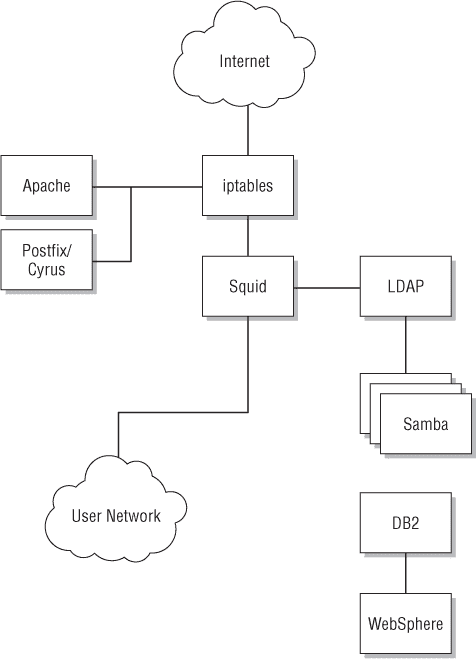 Internet
Apache
iptables
Postfix/
Cyrus
Squid
LDAP
Samba
User Network
DB2
WebSphere